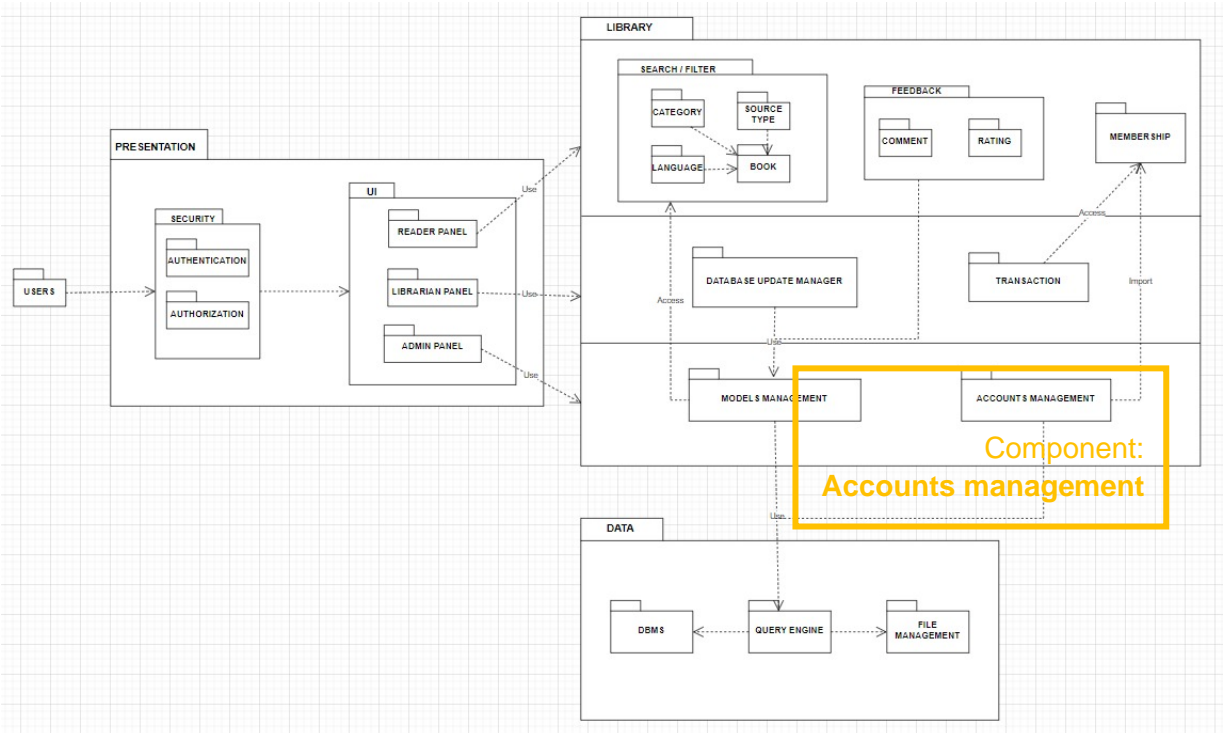 LIBRARY
SEARCH / FILTER
CATEGORY
SOURCE
TYPE
LANGUAGE
BOOK
FEEDBACK
COMMENT
RATING
MEMBERSHIP
PRESENTATION
SECURITY
AUTHENTICATION
AUTHORIZATION
USERS
UI
READER PANEL
LIBRARIAN PANEL
ADMIN PANEL
Use
Use
Use
Access
DATABASE UPDATE MANAGER
TRANSACTION
Access
Import
Use
MODELS MANAGEMENT
ACCOUNTS MANAGEMENT
Component:
Accounts management
Use
DATA
DBMS
QUERY ENGINE
FILE
MANAGEMENT